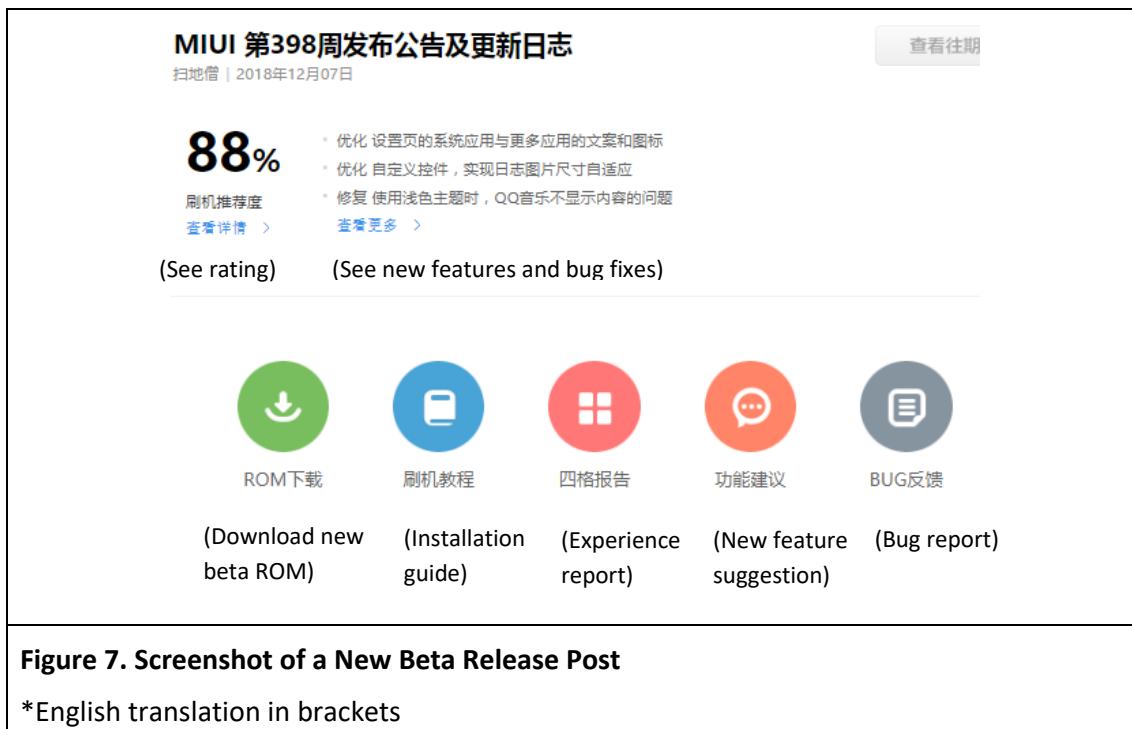 MIUI 第398周发布公告及更新日志
查看往期
扫地僧 | 2018年12月07日
88%
刷机推荐度
查看详情 >
优化 设置页的系统应用与更多应用的文案和图标
优化 自定义控件，实现日志图片尺寸自适应
修复 使用浅色主题时，QQ音乐不显示内容的问题
查看更多 >
(See rating)
(See new features and bug fixes)
ROM下载
刷机教程
四格报告
功能建议
BUG反馈
(Download new
beta ROM)
(Installation
guide)
(Experience
report)
(New feature
suggestion)
(Bug report)
Figure 7. Screenshot of a New Beta Release Post
*English translation in brackets